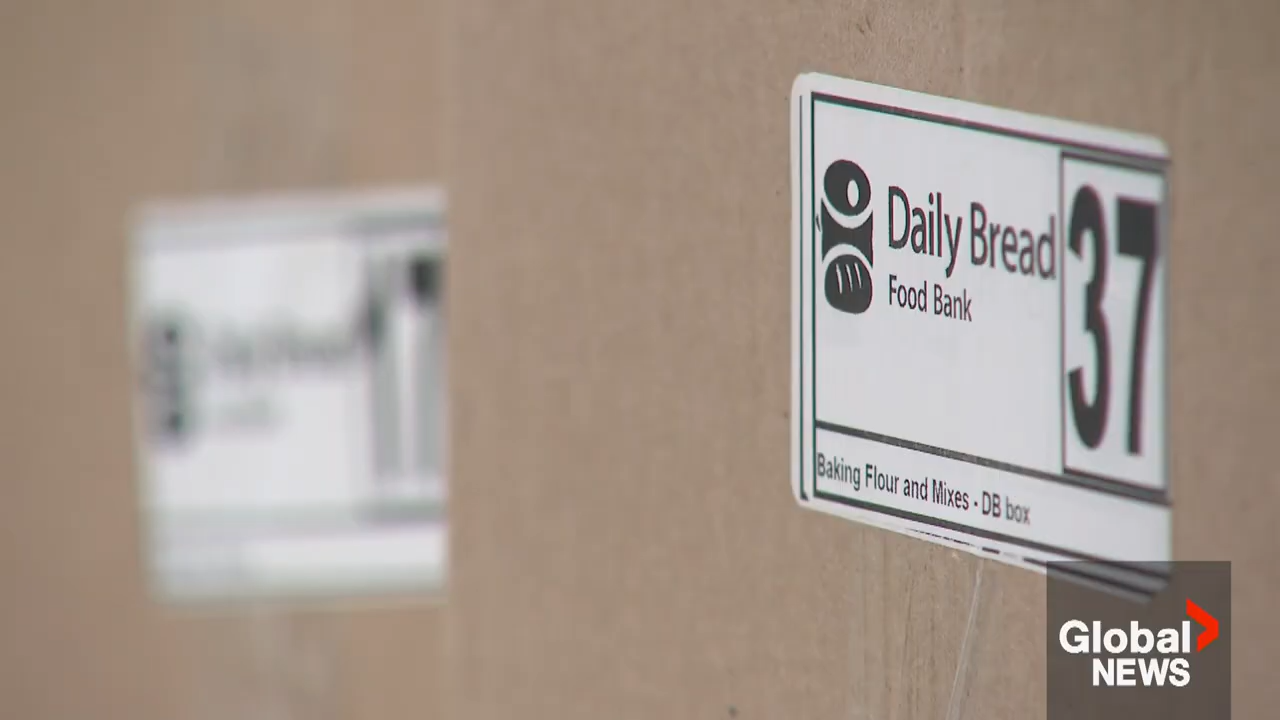 Daily Bread
Food Bank
37
Baking Flour and Mixes - DB box
Global
NEWS